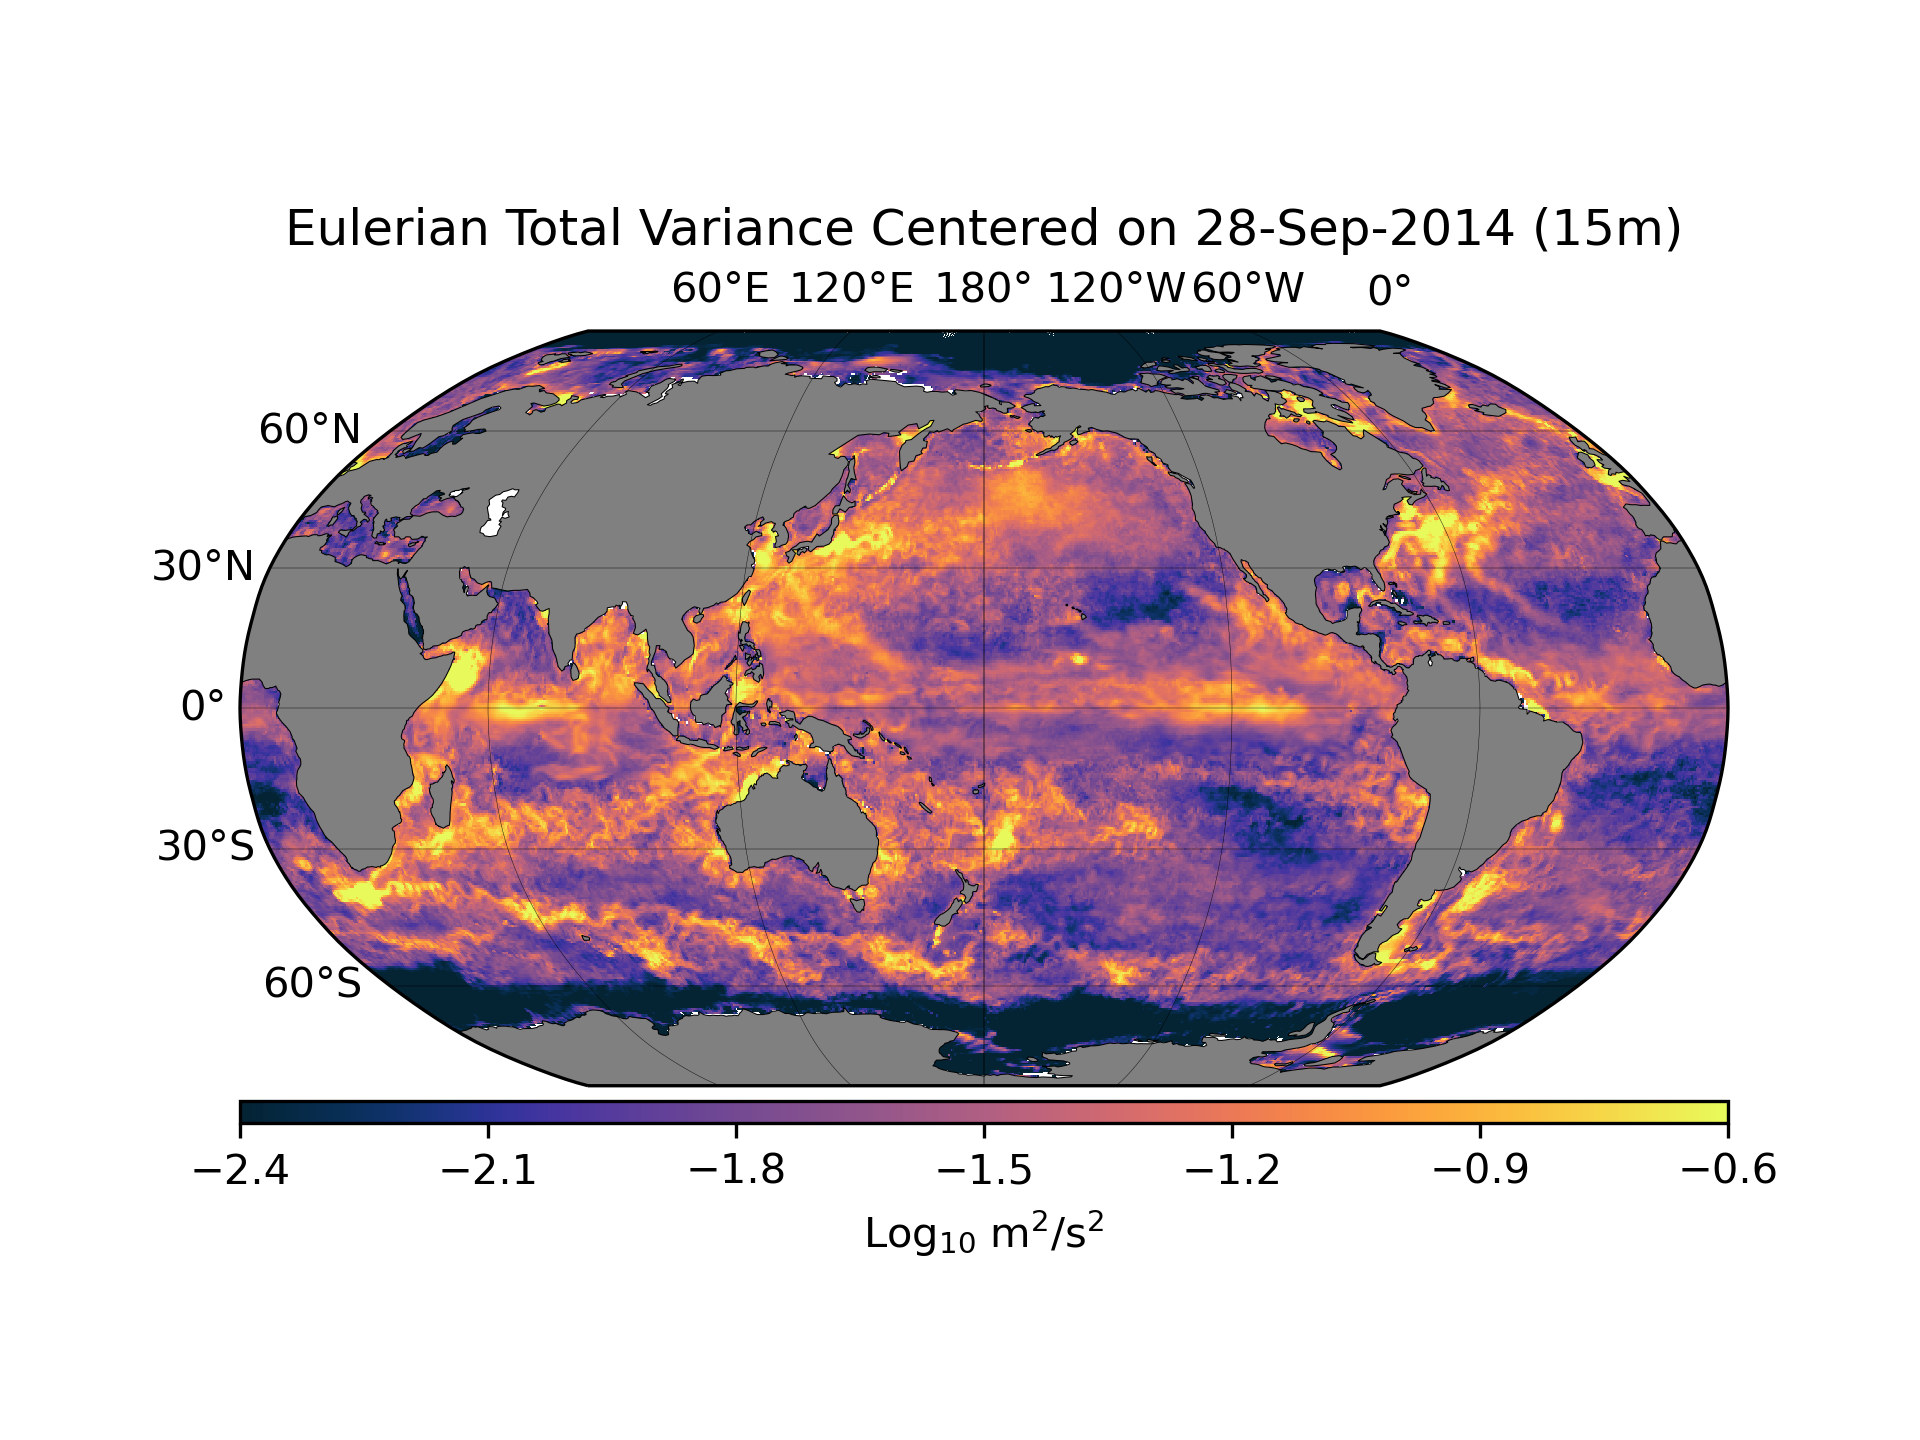 Eulerian Total Variance Centered on 28-Sep-2014 (15m)
60°E 120°E 180° 120°W 60°W 0°
60°N
30°N
0°
30°S
60°S
−2.4 −2.1 −1.8 −1.5 −1.2 −0.9 −0.6
Log₁₀ m²/s²